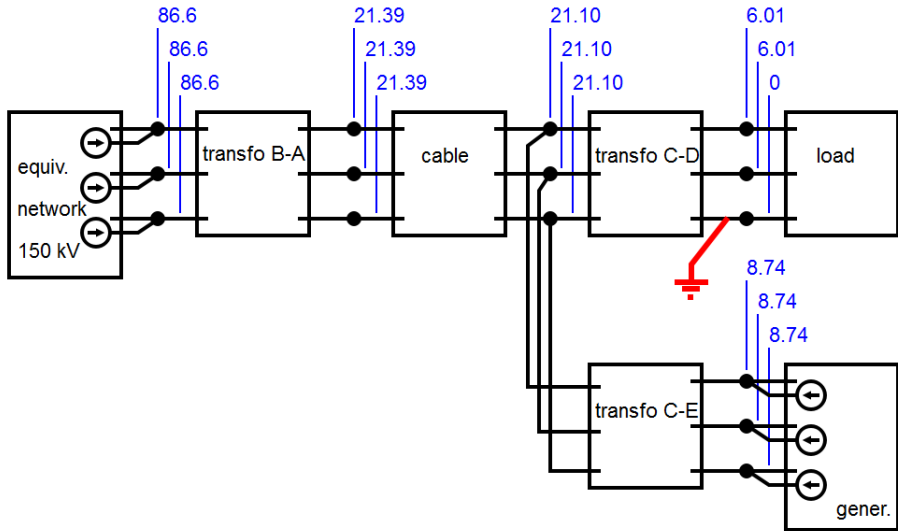 86.6 21.39 21.10 6.01
86.6 21.39 21.10 6.01
86.6 21.39 21.10 0
transfo B-A cable transfo C-D load
equiv.
network
150 kV
8.74
8.74
8.74
transfo C-E
gener.